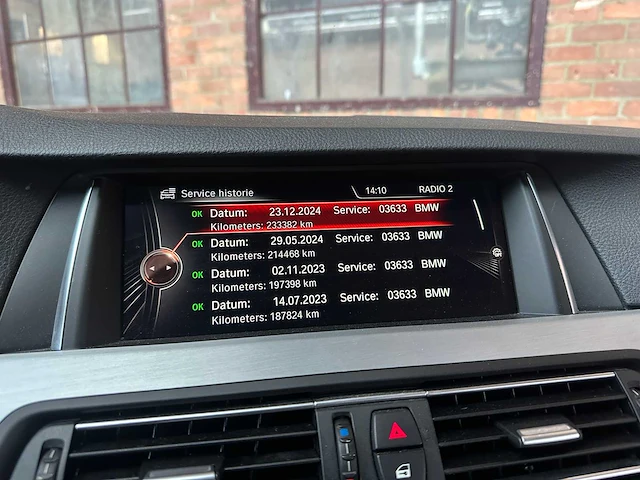 Service historie 14:10 RADIO 2
OK Datum: 23.12.2024 Service: 03633 BMW
Kilometers: 233382 km
OK Datum: 29.05.2024 Service: 03633 BMW
Kilometers: 214468 km
OK Datum: 02.11.2023 Service: 03633 BMW
Kilometers: 197398 km
OK Datum: 14.07.2023 Service: 03633 BMW
Kilometers: 187824 km